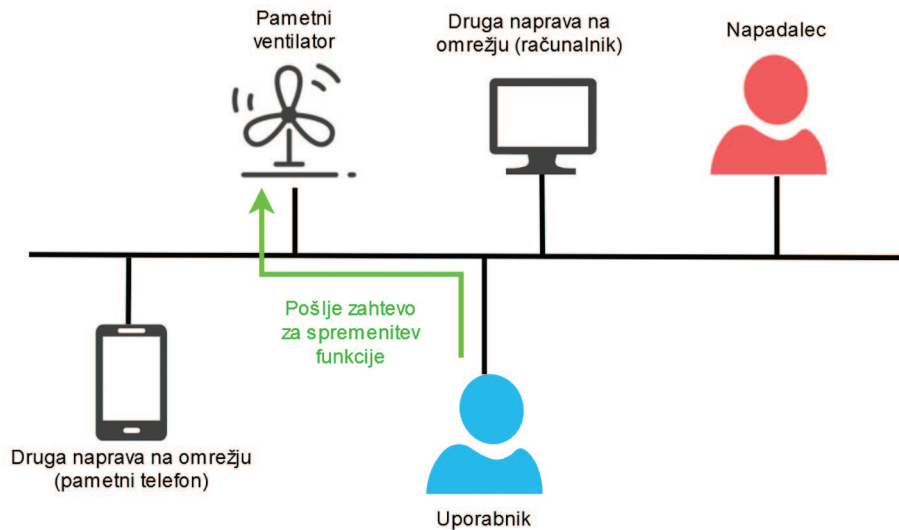 Pametni
ventilator
Druga naprava na
omrežju (računalnik)
Napadalec
Pošlje zahtevo
za spremenitev
funkcije
Druga naprava na omrežju
(pametni telefon)
Uporabnik